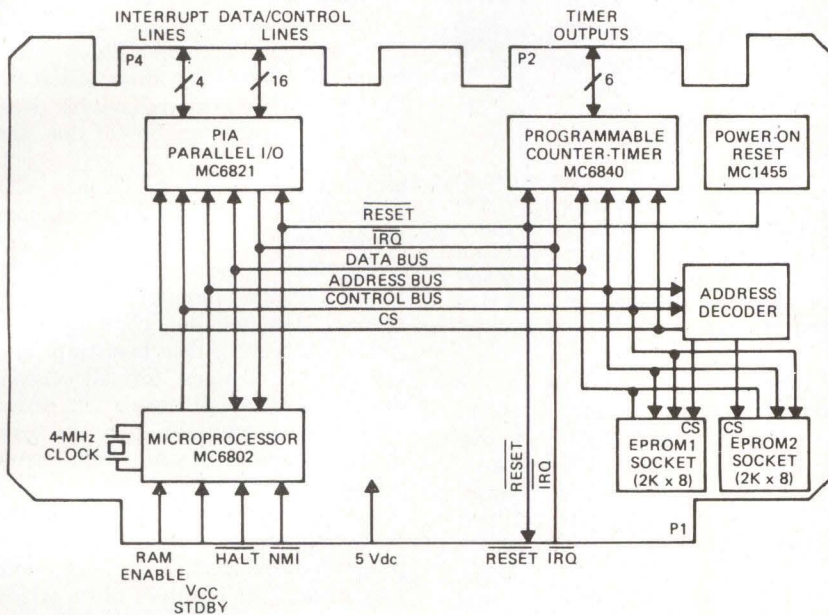 INTERRUPT DATA/CONTROL
LINES LINES
TIMER
OUTPUTS
P4
4
16
P2
6
PIA
PARALLEL I/O
MC6821
PROGRAMMABLE
COUNTER-TIMER
MC6840
POWER-ON
RESET
MC1455
RESET
IRQ
DATA BUS
ADDRESS BUS
CONTROL BUS
CS
ADDRESS
DECODER
4-MHz
CLOCK
MICROPROCESSOR
MC6802
RESET
IRQ
CS
EPROM1
SOCKET
(2K x 8)
CS
EPROM2
SOCKET
(2K x 8)
P1
RAM
ENABLE
VCC
STDBY
HALT
NMI
5 Vdc
RESET
IRQ